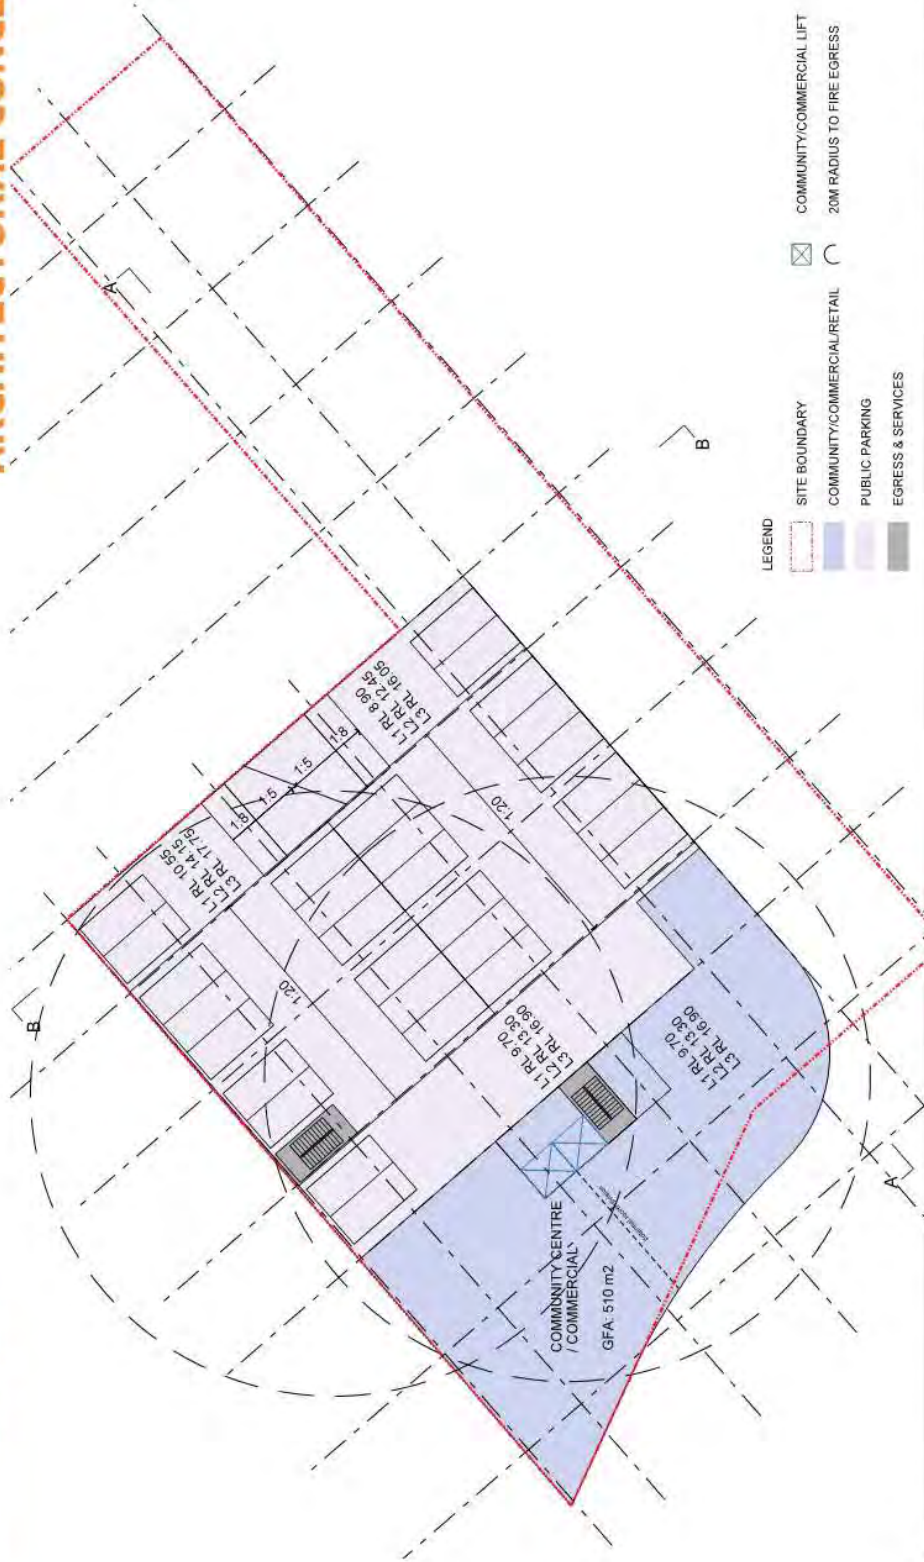 LEGEND
SITE BOUNDARY
COMMUNITY/COMMERCIAL/RETAIL
PUBLIC PARKING
EGRESS & SERVICES
COMMUNITY/COMMERCIAL LIFT
20M RADIUS TO FIRE EGRESS
A
B
B
A
L1 RL 10.55
L2 RL 14.15
L3 RL 17.75
1:8
1:5
1:5
1:8
L1 RL 8.90
L2 RL 12.45
L3 RL 16.05
1:20
1:20
L1 RL 9.70
L2 RL 13.30
L3 RL 16.90
L1 RL 9.70
L2 RL 13.30
L3 RL 16.90
COMMUNITY CENTRE
/ COMMERCIAL
GFA: 510 m2